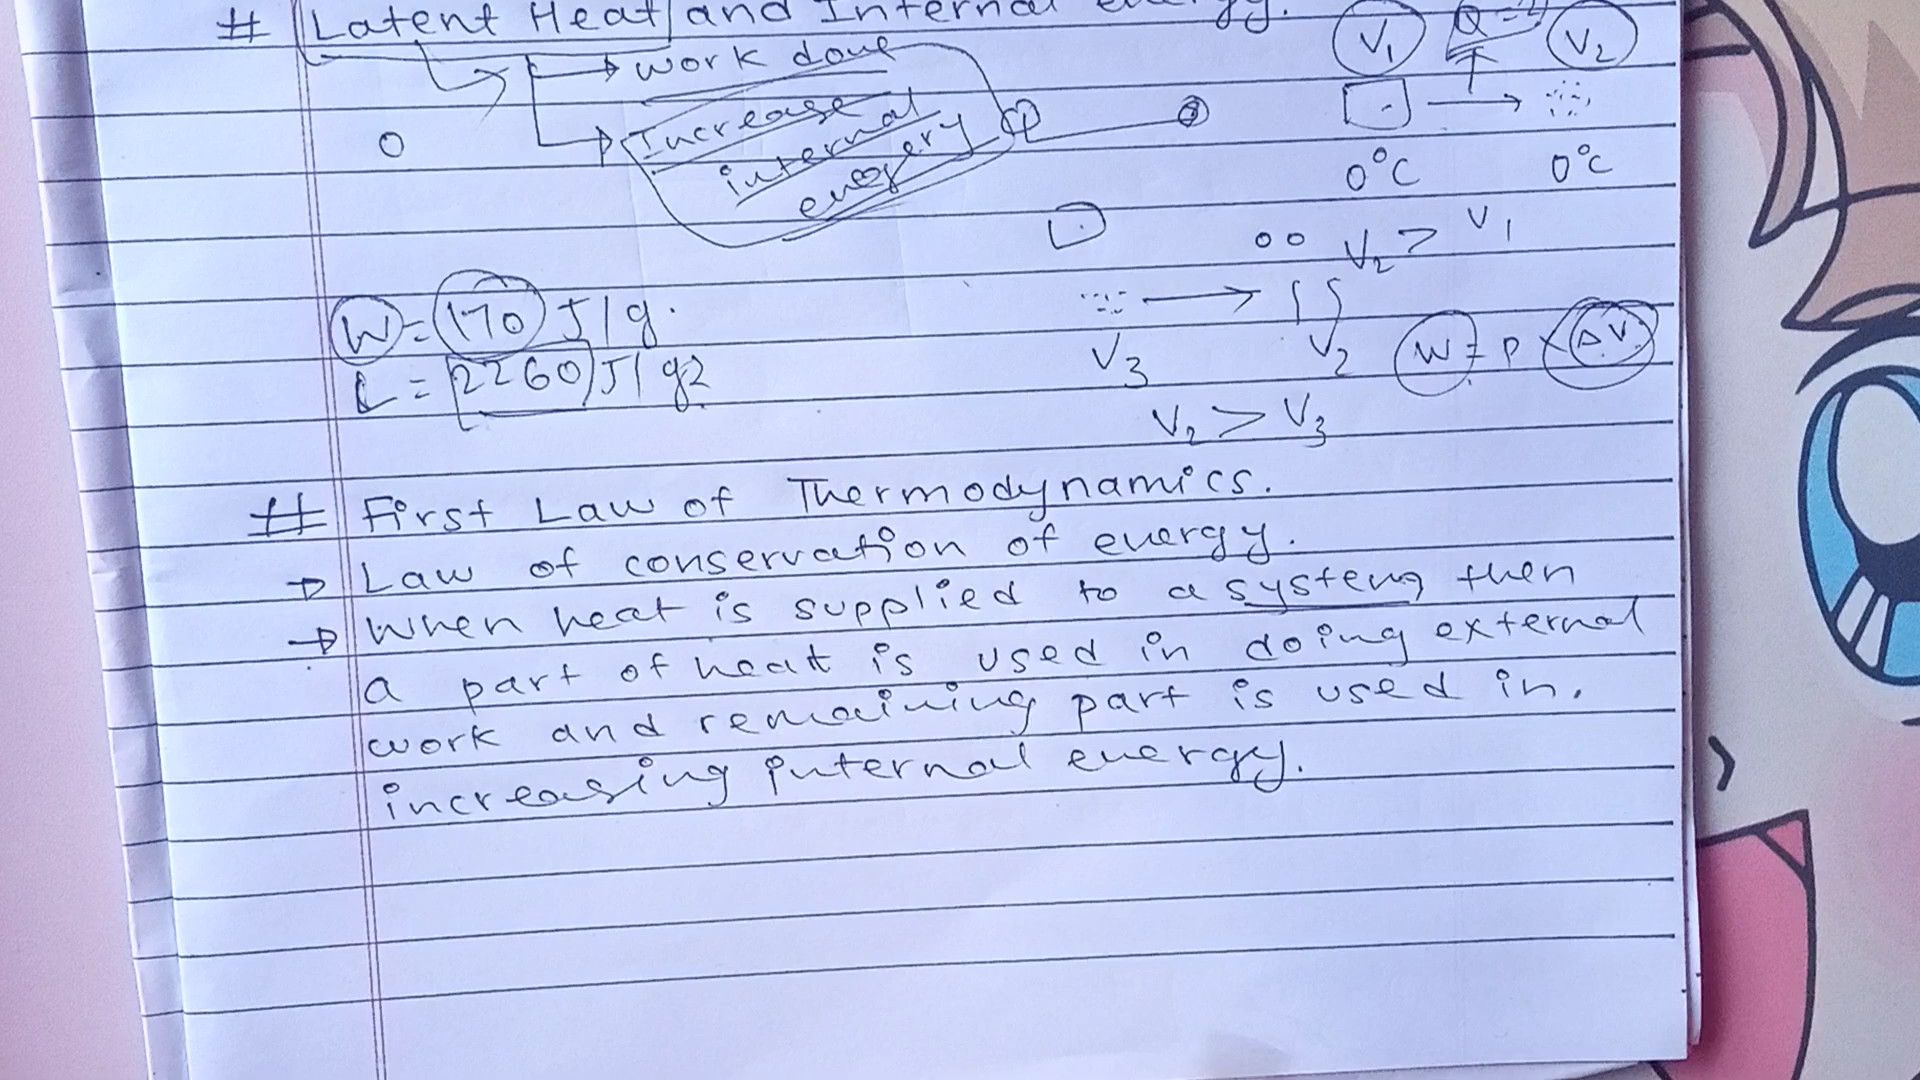 # Latent Heat and Internal energy.
work done
Increase
internal
energery
V1 Q = V2
0°C 0°C
V2 > V1
W = 170 J/g.
L = 2260 J/g2
V3 V2 W = P × ΔV
V2 > V3
# First Law of Thermodynamics.
→ Law of conservation of energy.
→ When heat is supplied to a system then
a part of heat is used in doing external
work and remaining part is used in.
increasing internal energy.